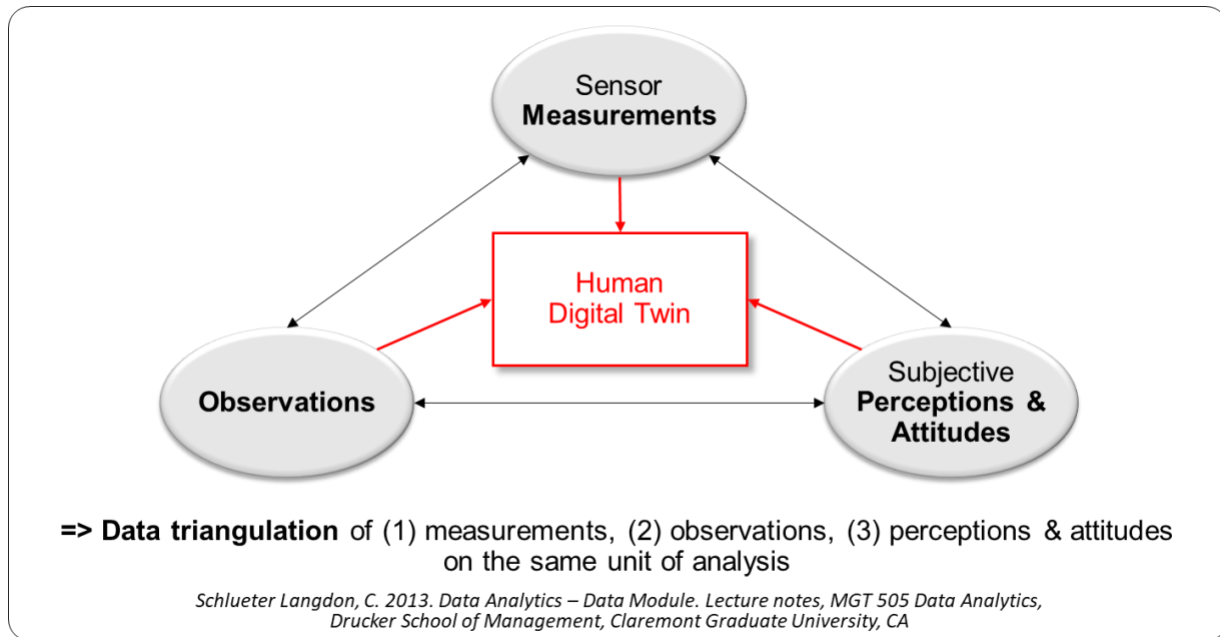 Sensor
Measurements
Human
Digital Twin
Observations
Subjective
Perceptions &
Attitudes
=> Data triangulation of (1) measurements, (2) observations, (3) perceptions & attitudes
on the same unit of analysis
Schlueter Langdon, C. 2013. Data Analytics – Data Module. Lecture notes, MGT 505 Data Analytics,
Drucker School of Management, Claremont Graduate University, CA